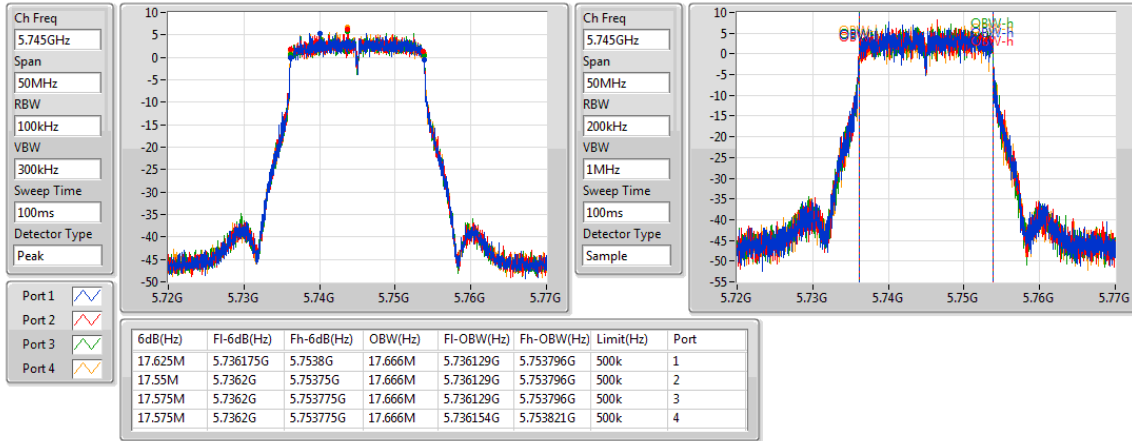 Ch Freq
5.745GHz
Span
50MHz
RBW
100kHz
VBW
300kHz
Sweep Time
100ms
Detector Type
Peak
10
5
0
-5
-10
-15
-20
-25
-30
-35
-40
-45
-50
5.72G 5.73G 5.74G 5.75G 5.76G 5.77G
Ch Freq
5.745GHz
Span
50MHz
RBW
200kHz
VBW
1MHz
Sweep Time
100ms
Detector Type
Sample
10
5
0
-5
-10
-15
-20
-25
-30
-35
-40
-45
-50
-55
OBW-h
OBW-h
5.72G 5.73G 5.74G 5.75G 5.76G 5.77G
Port 1
Port 2
Port 3
Port 4
6dB(Hz) Fl-6dB(Hz) Fh-6dB(Hz) OBW(Hz) Fl-OBW(Hz) Fh-OBW(Hz) Limit(Hz) Port
17.625M 5.736175G 5.7538G 17.666M 5.736129G 5.753796G 500k 1
17.55M 5.7362G 5.75375G 17.666M 5.736129G 5.753796G 500k 2
17.575M 5.7362G 5.753775G 17.666M 5.736129G 5.753796G 500k 3
17.575M 5.7362G 5.753775G 17.666M 5.736154G 5.753821G 500k 4